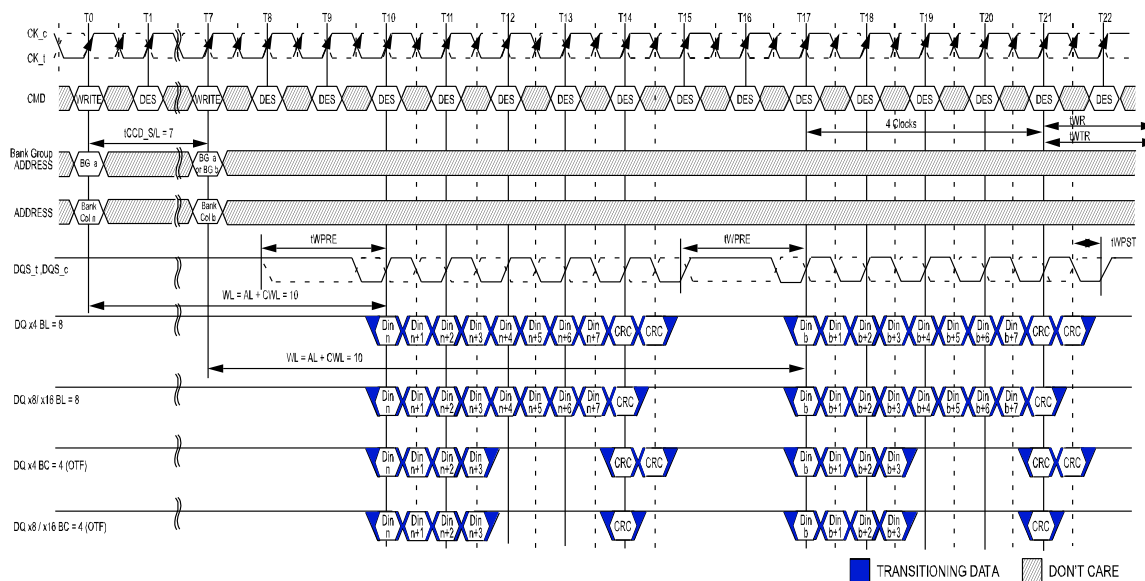 T0 T1 T7 T8 T9 T10 T11 T12 T13 T14 T15 T16 T17 T18 T19 T20 T21 T22
CK_c
CK_t
CMD WRITE DES WRITE DES DES DES DES DES DES DES DES DES DES DES DES DES DES DES
tCCD_S/L = 7
4 Clocks
tWR
tWTR
Bank Group
ADDRESS
BG a
BG a
or BG b
ADDRESS
Bank
Col n
Bank
Col b
tWPRE
tWPRE
tWPST
DQS_t ,DQS_c
WL = AL + CWL = 10
DQ x4 BL = 8
Din n Din n+1 Din n+2 Din n+3 Din n+4 Din n+5 Din n+6 Din n+7 CRC CRC Din b Din b+1 Din b+2 Din b+3 Din b+4 Din b+5 Din b+6 Din b+7 CRC CRC
WL = AL + CWL = 10
DQ x8/ x16 BL = 8
Din n Din n+1 Din n+2 Din n+3 Din n+4 Din n+5 Din n+6 Din n+7 CRC Din b Din b+1 Din b+2 Din b+3 Din b+4 Din b+5 Din b+6 Din b+7 CRC
DQ x4 BC = 4 (OTF)
Din n Din n+1 Din n+2 Din n+3 CRC CRC Din b Din b+1 Din b+2 Din b+3 CRC CRC
DQ x8 / x16 BC = 4 (OTF)
Din n Din n+1 Din n+2 Din n+3 CRC Din b Din b+1 Din b+2 Din b+3 CRC
TRANSITIONING DATA
DON'T CARE